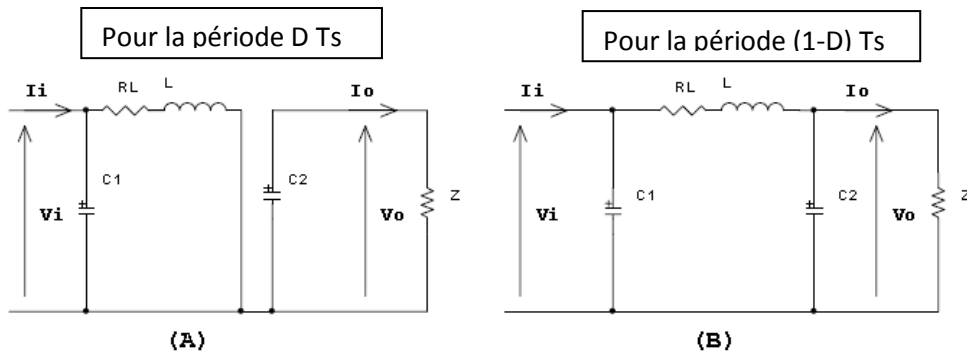 Pour la période D Ts
Pour la période (1-D) Ts
Ii
RL
L
Io
C1
C2
Z
Vi
Vo
(A)
Ii
RL
L
Io
C1
C2
Z
Vi
Vo
(B)